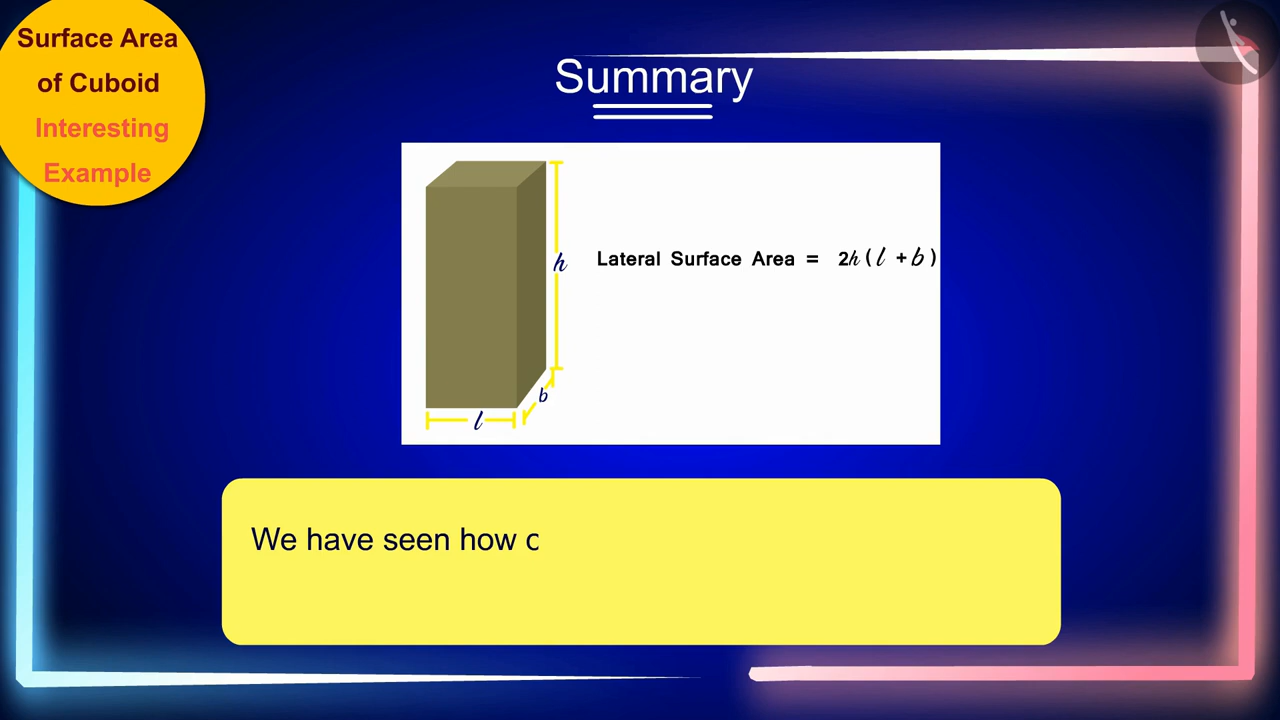 Surface Area
of Cuboid
Interesting
Example
Summary
h
Lateral Surface Area = 2h(l + b)
b
l
We have seen how c